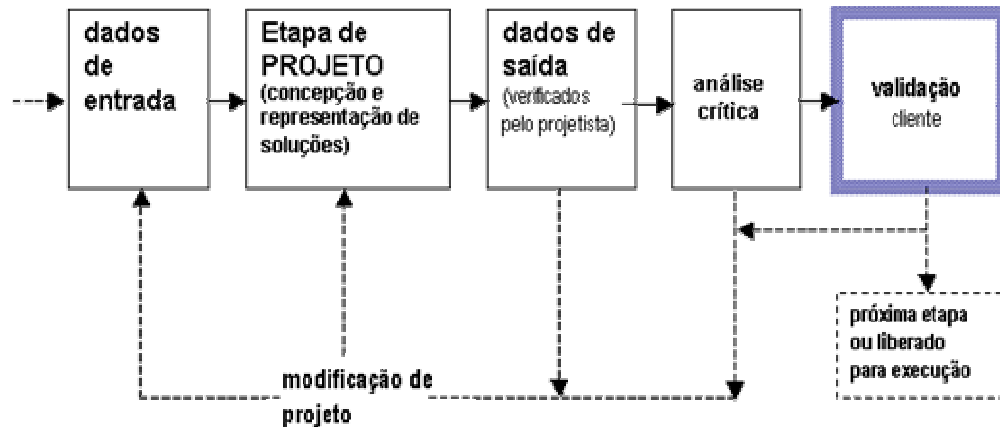 dados
de
entrada
Etapa de
PROJETO
(concepção e
representação de
soluções)
dados de
saída
(verificados
pelo projetista)
análise
crítica
validação
cliente
próxima etapa
ou liberado
para execução
modificação de
projeto